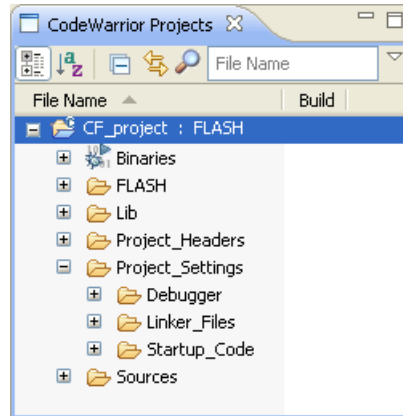 CodeWarrior Projects
File Name
File Name Build
CF_project : FLASH
Binaries
FLASH
Lib
Project_Headers
Project_Settings
Debugger
Linker_Files
Startup_Code
Sources